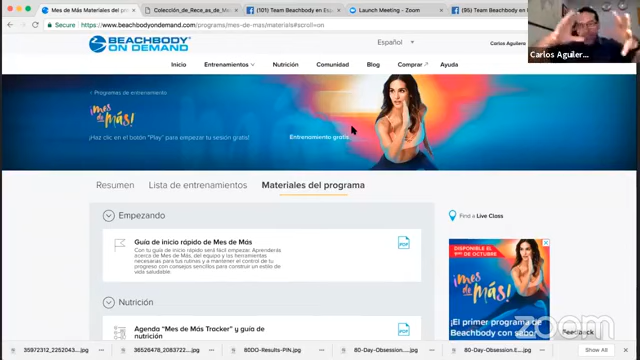 Mes de Más Materiales del pro
Colección_de_Rece_as_de_M
(101) Team Beachbody en E
Launch Meeting - Zoom
(95) Team Beachbody en
Secure
https://www.beachbodyondemand.com/programs/mes-de-mas/materials#scroll=on
Carlos Aguiler...
BEACHBODY
ON DEMAND
Español
Carlos Aguilera
Inicio
Entrenamientos
Nutrición
Comunidad
Blog
Comprar
Ayuda
Programas de entrenamiento
¡mes de más!
¡Haz clic en el botón "Play" para empezar tu sesión gratis!
Entrenamiento gratis
Resumen
Lista de entrenamientos
Materiales del programa
Empezando
Guía de inicio rápido de Mes de Más
Con tu guía de inicio rápido será fácil empezar. Aprenderás
acerca de Mes de Más, del equipo y las herramientas
necesarias para tus rutinas y a mantener el control de tu
progreso con consejos sencillos para construir un estilo de
vida saludable
PDF
Nutrición
Agenda "Mes de Más Tracker" y guía de
nutrición
PDF
Find a Live Class
DISPONIBLE EL
1º DE OCTUBRE
¡mes
de más!
¡El primer programa de
Beachbody con sabor
Feedback
zoom
35972312_2252043....jpg
36526478_2083722....jpg
80DO-Results-PIN.jpg
80-Day-Obsession....jpg
80-Day-Obsession....jpg
Show All